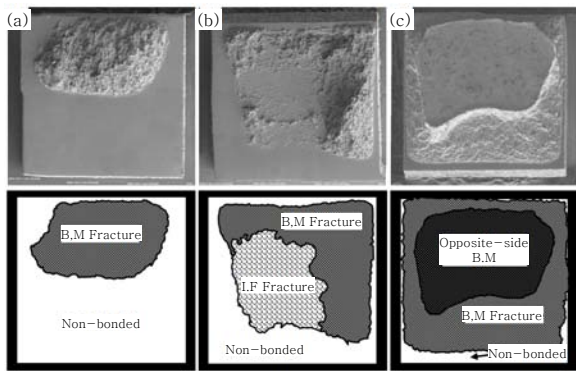 (a)
(b)
(c)
B,M Fracture
Non-bonded
B,M Fracture
I.F Fracture
Non-bonded
Opposite-side
B.M
B,M Fracture
Non-bonded